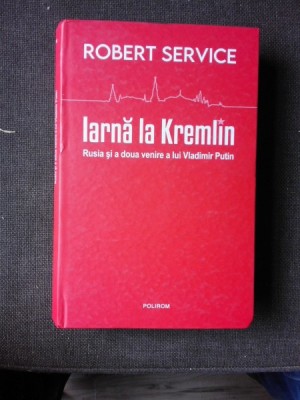 ROBERT SERVICE
Iarnă la Kremlin
Rusia și a doua venire a lui Vladimir Putin
POLIROM